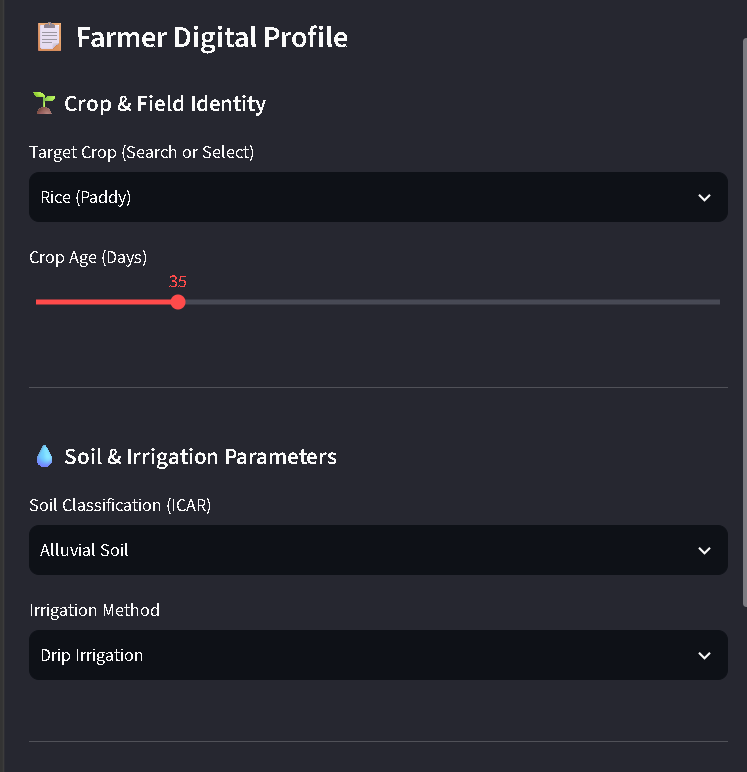 Farmer Digital Profile
Crop & Field Identity
Target Crop (Search or Select)
Rice (Paddy)
Crop Age (Days)
35
Soil & Irrigation Parameters
Soil Classification (ICAR)
Alluvial Soil
Irrigation Method
Drip Irrigation